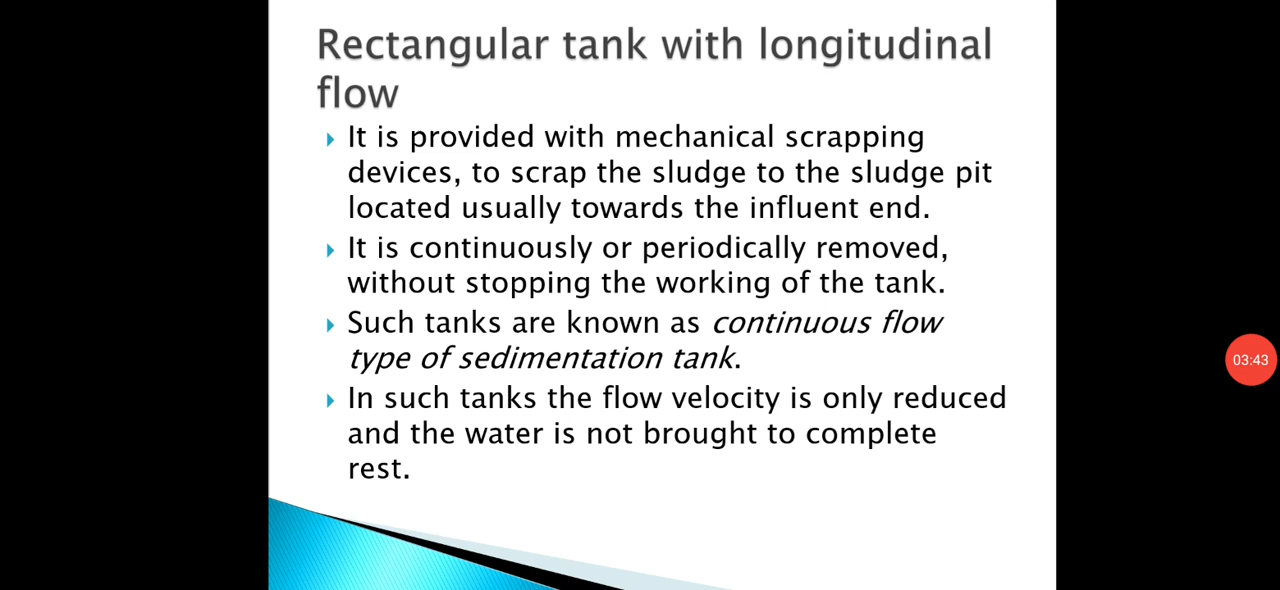 Rectangular tank with longitudinal
flow
It is provided with mechanical scrapping
devices, to scrap the sludge to the sludge pit
located usually towards the influent end.
It is continuously or periodically removed,
without stopping the working of the tank.
Such tanks are known as continuous flow
type of sedimentation tank.
In such tanks the flow velocity is only reduced
and the water is not brought to complete
rest.
03:43